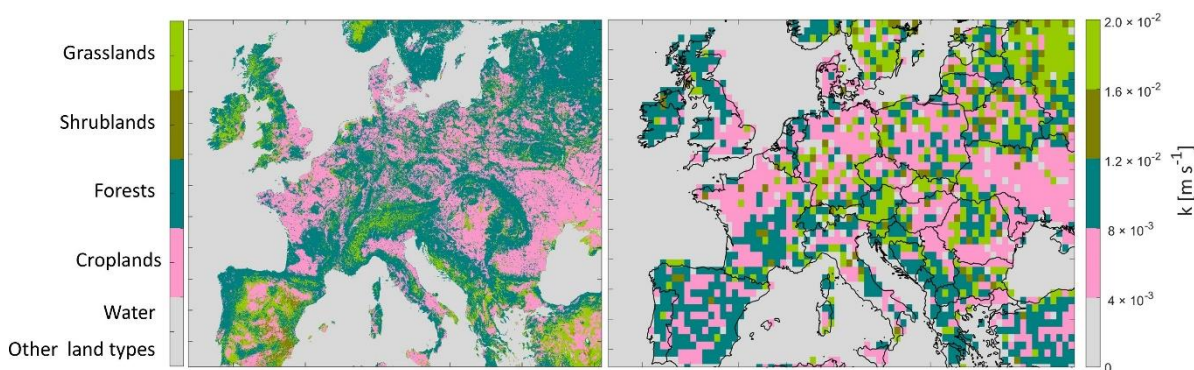 Grasslands
Shrublands
Forests
Croplands
Water
Other land types
2.0 × 10⁻²
1.6 × 10⁻²
1.2 × 10⁻²
8 × 10⁻³
4 × 10⁻³
0
k [m s⁻¹]